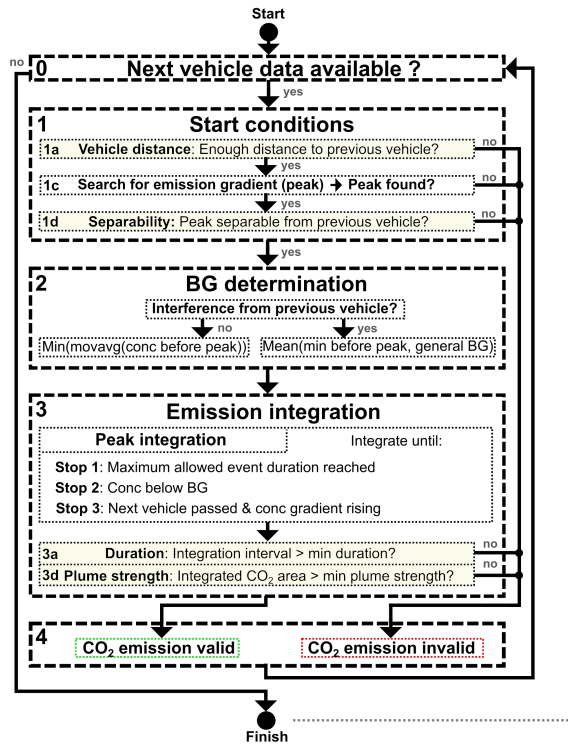 Start
no
0 Next vehicle data available ?
yes
1 Start conditions
1a Vehicle distance: Enough distance to previous vehicle?
no
yes
1c Search for emission gradient (peak) → Peak found?
no
yes
1d Separability: Peak separable from previous vehicle?
no
yes
2 BG determination
Interference from previous vehicle?
no
yes
Min(movavg(conc before peak))
Mean(min before peak, general BG)
3 Emission integration
Peak integration
Integrate until:
Stop 1: Maximum allowed event duration reached
Stop 2: Conc below BG
Stop 3: Next vehicle passed & conc gradient rising
3a Duration: Integration interval > min duration?
no
3d Plume strength: Integrated CO₂ area > min plume strength?
no
4
CO₂ emission valid
CO₂ emission invalid
Finish